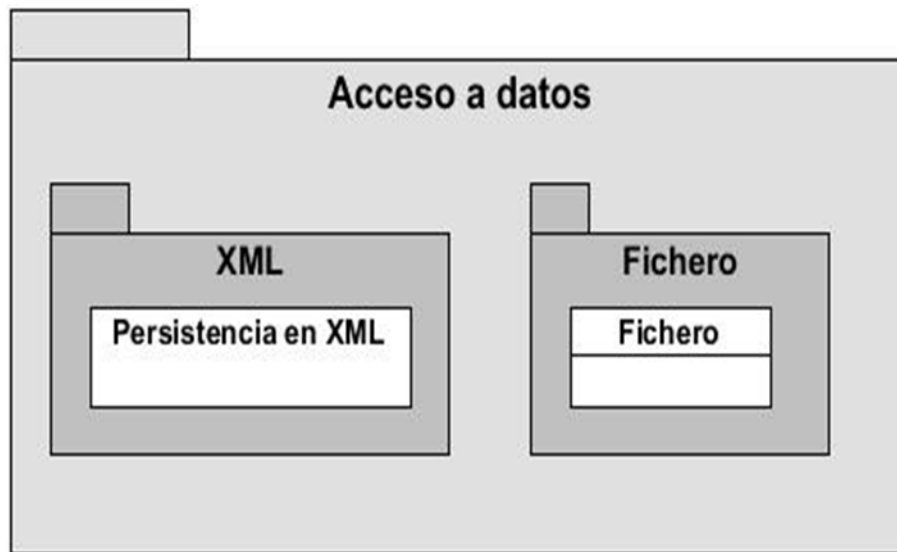 Acceso a datos
XML
Persistencia en XML
Fichero
Fichero